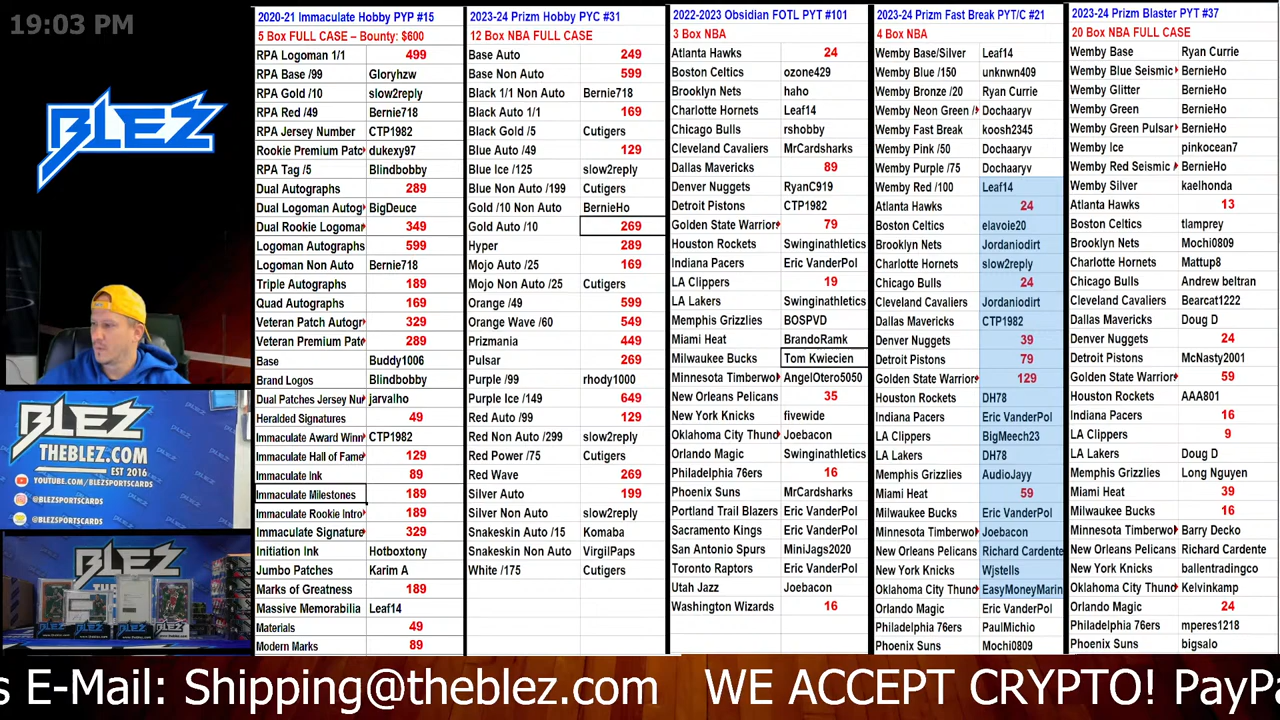 19:03 PM
BLEZ
BLEZ
THEBLEZ.COM
EST 2016
YOUTUBE.COM/BLEZSPORTSCARDS
@BLEZSPORTSCARDS
@BLEZSPORTSCARDS
BLEZ
2020-21 Immaculate Hobby PYP #15
5 Box FULL CASE – Bounty: $600
RPA Logoman 1/1 499
RPA Base /99 Gloryhzw
RPA Gold /10 slow2reply
RPA Red /49 Bernie718
RPA Jersey Number CTP1982
Rookie Premium Patc dukexy97
RPA Tag /5 Blindbobby
Dual Autographs 289
Dual Logoman Autog BigDeuce
Dual Rookie Logoma 349
Logoman Autographs 599
Logoman Non Auto Bernie718
Triple Autographs 189
Quad Autographs 169
Veteran Patch Autogr 329
Veteran Premium Pat 289
Base Buddy1006
Brand Logos Blindbobby
Dual Patches Jersey Nu jarvalho
Heralded Signatures 49
Immaculate Award Winn CTP1982
Immaculate Hall of Fame 129
Immaculate Ink 89
Immaculate Milestones 189
Immaculate Rookie Intro 189
Immaculate Signature 329
Initiation Ink Hotboxtony
Jumbo Patches Karim A
Marks of Greatness 189
Massive Memorabilia Leaf14
Materials 49
Modern Marks 89
2023-24 Prizm Hobby PYC #31
12 Box NBA FULL CASE
Base Auto 249
Base Non Auto 599
Black 1/1 Non Auto Bernie718
Black Auto 1/1 169
Black Gold /5 Cutigers
Blue Auto /49 129
Blue Ice /125 slow2reply
Blue Non Auto /199 Cutigers
Gold /10 Non Auto BernieHo
Gold Auto /10 269
Hyper 289
Mojo Auto /25 169
Mojo Non Auto /25 Cutigers
Orange /49 599
Orange Wave /60 549
Prizmania 449
Pulsar 269
Purple /99 rhody1000
Purple Ice /149 649
Red Auto /99 129
Red Non Auto /299 slow2reply
Red Power /75 Cutigers
Red Wave 269
Silver Auto 199
Silver Non Auto slow2reply
Snakeskin Auto /15 Komaba
Snakeskin Non Auto VirgilPaps
White /175 Cutigers
2022-2023 Obsidian FOTL PYT #101
3 Box NBA
Atlanta Hawks 24
Boston Celtics ozone429
Brooklyn Nets haho
Charlotte Hornets Leaf14
Chicago Bulls rshobby
Cleveland Cavaliers MrCardsharks
Dallas Mavericks 89
Denver Nuggets RyanC919
Detroit Pistons CTP1982
Golden State Warriors 79
Houston Rockets Swinginathletics
Indiana Pacers Eric VanderPol
LA Clippers 19
LA Lakers Swinginathletics
Memphis Grizzlies BOSPVD
Miami Heat BrandoRamk
Milwaukee Bucks Tom Kwiecien
Minnesota Timberwo AngelOtero5050
New Orleans Pelicans 35
New York Knicks fivewide
Oklahoma City Thund Joebacon
Orlando Magic Swinginathletics
Philadelphia 76ers 16
Phoenix Suns MrCardsharks
Portland Trail Blazers Eric VanderPol
Sacramento Kings Eric VanderPol
San Antonio Spurs MiniJags2020
Toronto Raptors Eric VanderPol
Utah Jazz Joebacon
Washington Wizards 16
2023-24 Prizm Fast Break PYT/C #21
4 Box NBA
Wemby Base/Silver Leaf14
Wemby Blue /150 unknwn409
Wemby Bronze /20 Ryan Currie
Wemby Neon Green / Dochaaryv
Wemby Fast Break koosh2345
Wemby Pink /50 Dochaaryv
Wemby Purple /75 Dochaaryv
Wemby Red /100 Leaf14
Atlanta Hawks 24
Boston Celtics elavoie20
Brooklyn Nets Jordaniodirt
Charlotte Hornets slow2reply
Chicago Bulls 24
Cleveland Cavaliers Jordaniodirt
Dallas Mavericks CTP1982
Denver Nuggets 39
Detroit Pistons 79
Golden State Warrior 129
Houston Rockets DH78
Indiana Pacers Eric VanderPol
LA Clippers BigMeech23
LA Lakers DH78
Memphis Grizzlies AudioJayy
Miami Heat 59
Milwaukee Bucks Eric VanderPol
Minnesota Timberwo Joebacon
New Orleans Pelicans Richard Cardente
New York Knicks Wjstells
Oklahoma City Thun EasyMoneyMarin
Orlando Magic Eric VanderPol
Philadelphia 76ers PaulMichio
Phoenix Suns Mochi0809
2023-24 Prizm Blaster PYT #37
20 Box NBA FULL CASE
Wemby Base Ryan Currie
Wemby Blue Seismic BernieHo
Wemby Glitter BernieHo
Wemby Green BernieHo
Wemby Green Pulsar BernieHo
Wemby Ice pinkocean7
Wemby Red Seismic BernieHo
Wemby Silver kaelhonda
Atlanta Hawks 13
Boston Celtics tlamprey
Brooklyn Nets Mochi0809
Charlotte Hornets Mattup8
Chicago Bulls Andrew beltran
Cleveland Cavaliers Bearcat1222
Dallas Mavericks Doug D
Denver Nuggets 24
Detroit Pistons McNasty2001
Golden State Warrior 59
Houston Rockets AAA801
Indiana Pacers 16
LA Clippers 9
LA Lakers Doug D
Memphis Grizzlies Long Nguyen
Miami Heat 39
Milwaukee Bucks 16
Minnesota Timberwo Barry Decko
New Orleans Pelicans Richard Cardente
New York Knicks ballentradingco
Oklahoma City Thun Kelvinkamp
Orlando Magic 24
Philadelphia 76ers mperes1218
Phoenix Suns bigsalo
s E-Mail: Shipping@theblez.com WE ACCEPT CRYPTO! PayPa